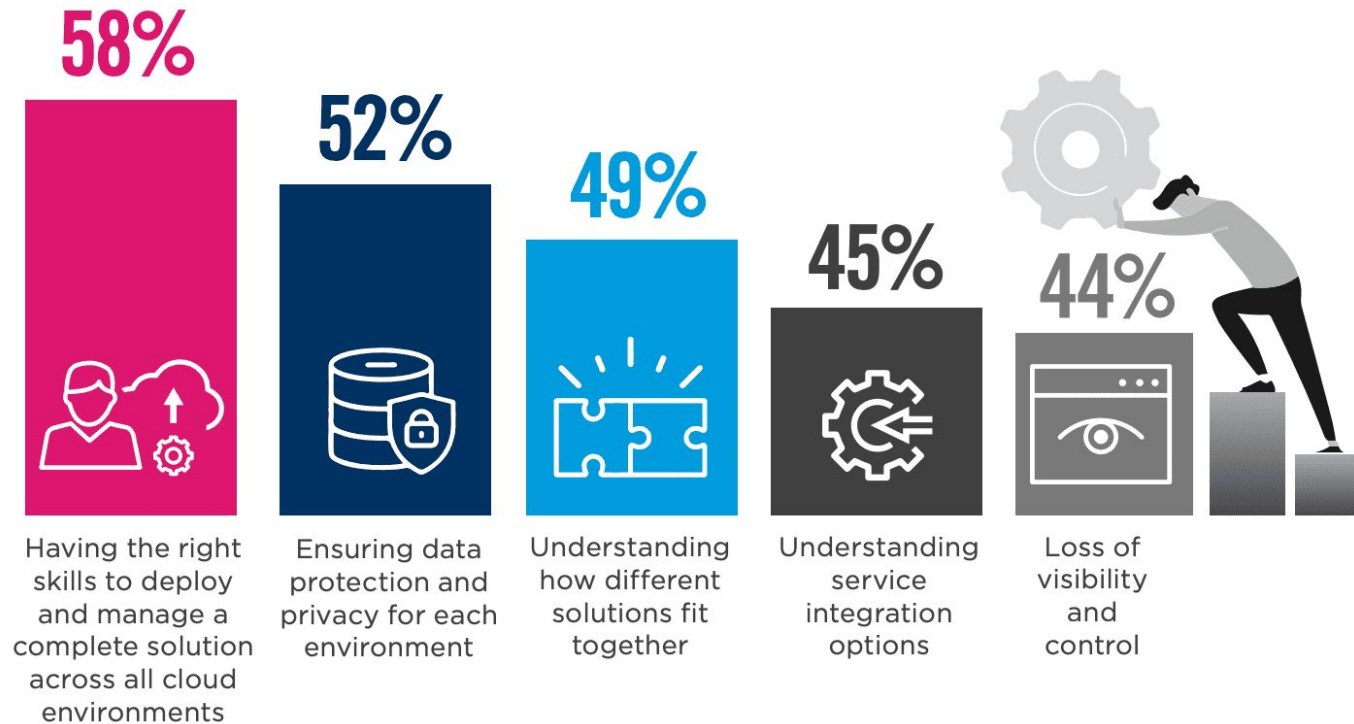 58%
Having the right
skills to deploy
and manage a
complete solution
across all cloud
environments
52%
Ensuring data
protection and
privacy for each
environment
49%
Understanding
how different
solutions fit
together
45%
Understanding
service
integration
options
44%
Loss of
visibility
and
control